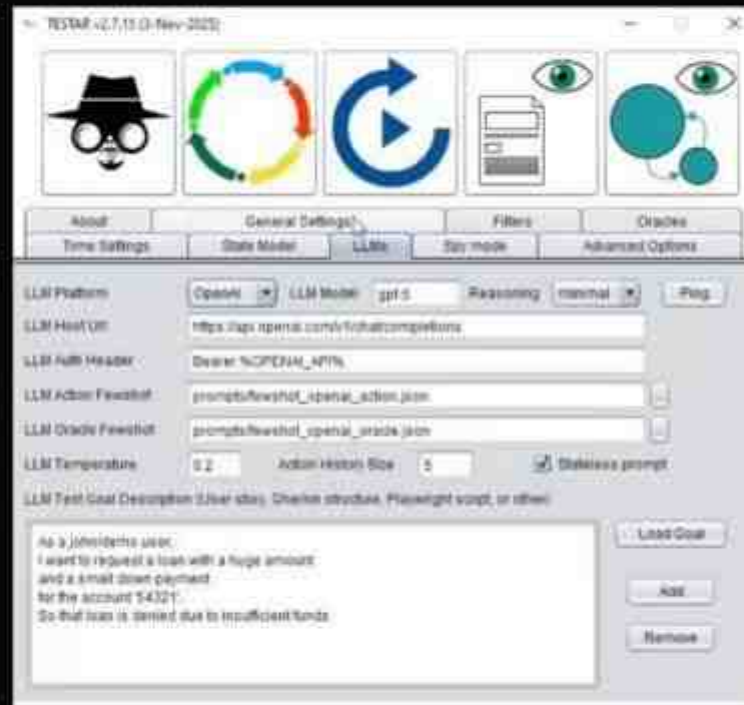 TESTAR v2.7.15 (3-Nov-2025)
About General Settings Filters Oracles
Time Settings State Model LLMs Spy mode Advanced Options
LLM Platform OpenAI LLM Model gpt-5 Reasoning minimal Ping
LLM Host Url https://api.openai.com/v1/chat/completions
LLM Auth Header Bearer %OPENAI_API%
LLM Action Fewshot prompts/fewshot_openai_action.json ...
LLM Oracle Fewshot prompts/fewshot_openai_oracle.json ...
LLM Temperature 0.2 Action History Size 5 Stateless prompt
LLM Test Goal Description (User story, Gherkin structure, Playwright script, or other)
As a john/demo user,
I want to request a loan with a huge amount
and a small down payment
for the account '54321'.
So that loan is denied due to insufficient funds
Load Goal
Add
Remove